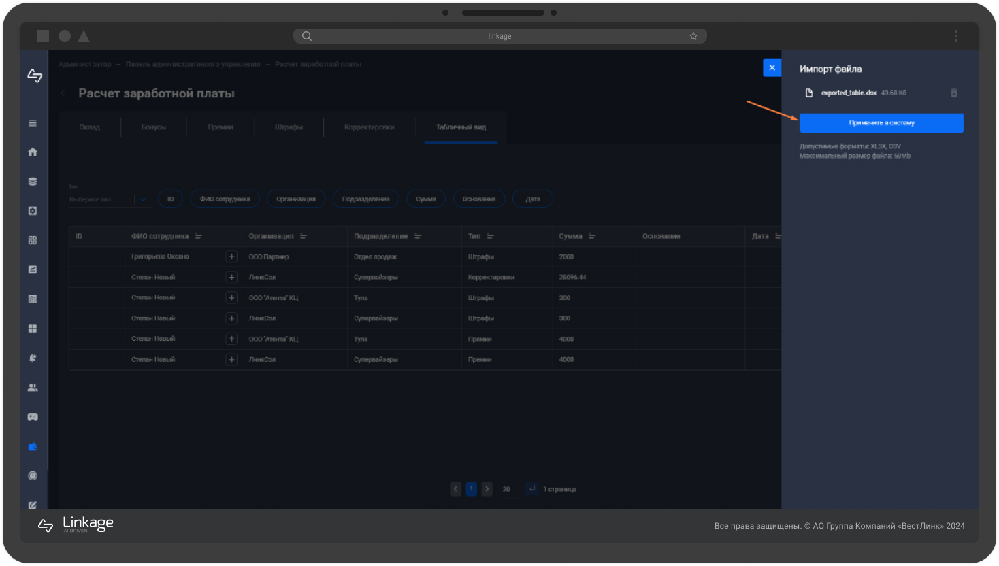 linkage
Администратор – Панель административного управления – Расчет заработной платы
Расчет заработной платы
Оклад Бонусы Премии Штрафы Корректировки Табличный вид
Тип
Выберите тип ID ФИО сотрудника Организация Подразделение Сумма Основание Дата
ID ФИО сотрудника Организация Подразделение Тип Сумма Основание Дата
Григорьева Оксана + ООО Партнер Отдел продаж Штрафы 2000
Степан Новый + ЛинкСол Супервайзеры Корректировки 28096.44
Степан Новый + ООО "Атента" КЦ Тула Штрафы 300
Степан Новый + ЛинкСол Супервайзеры Штрафы 300
Степан Новый + ООО "Атента" КЦ Тула Премии 4000
Степан Новый + ЛинкСол Супервайзеры Премии 4000
< 1 > 20 1 страница
Импорт файла
exported_table.xlsx 49.68 Кб
Применить в систему
Допустимые форматы: XLSX, CSV
Максимальный размер файла: 50Mb
Linkage
AI DRIVEN
Все права защищены. © АО Группа Компаний «ВестЛинк» 2024